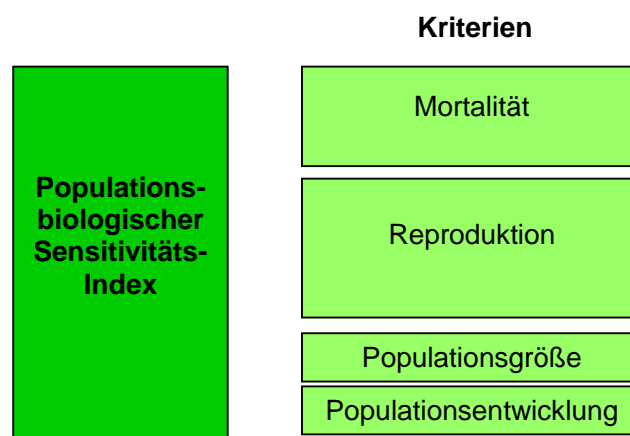 Kriterien
Populations-
biologischer
Sensitivitäts-
Index
Mortalität
Reproduktion
Populationsgröße
Populationsentwicklung